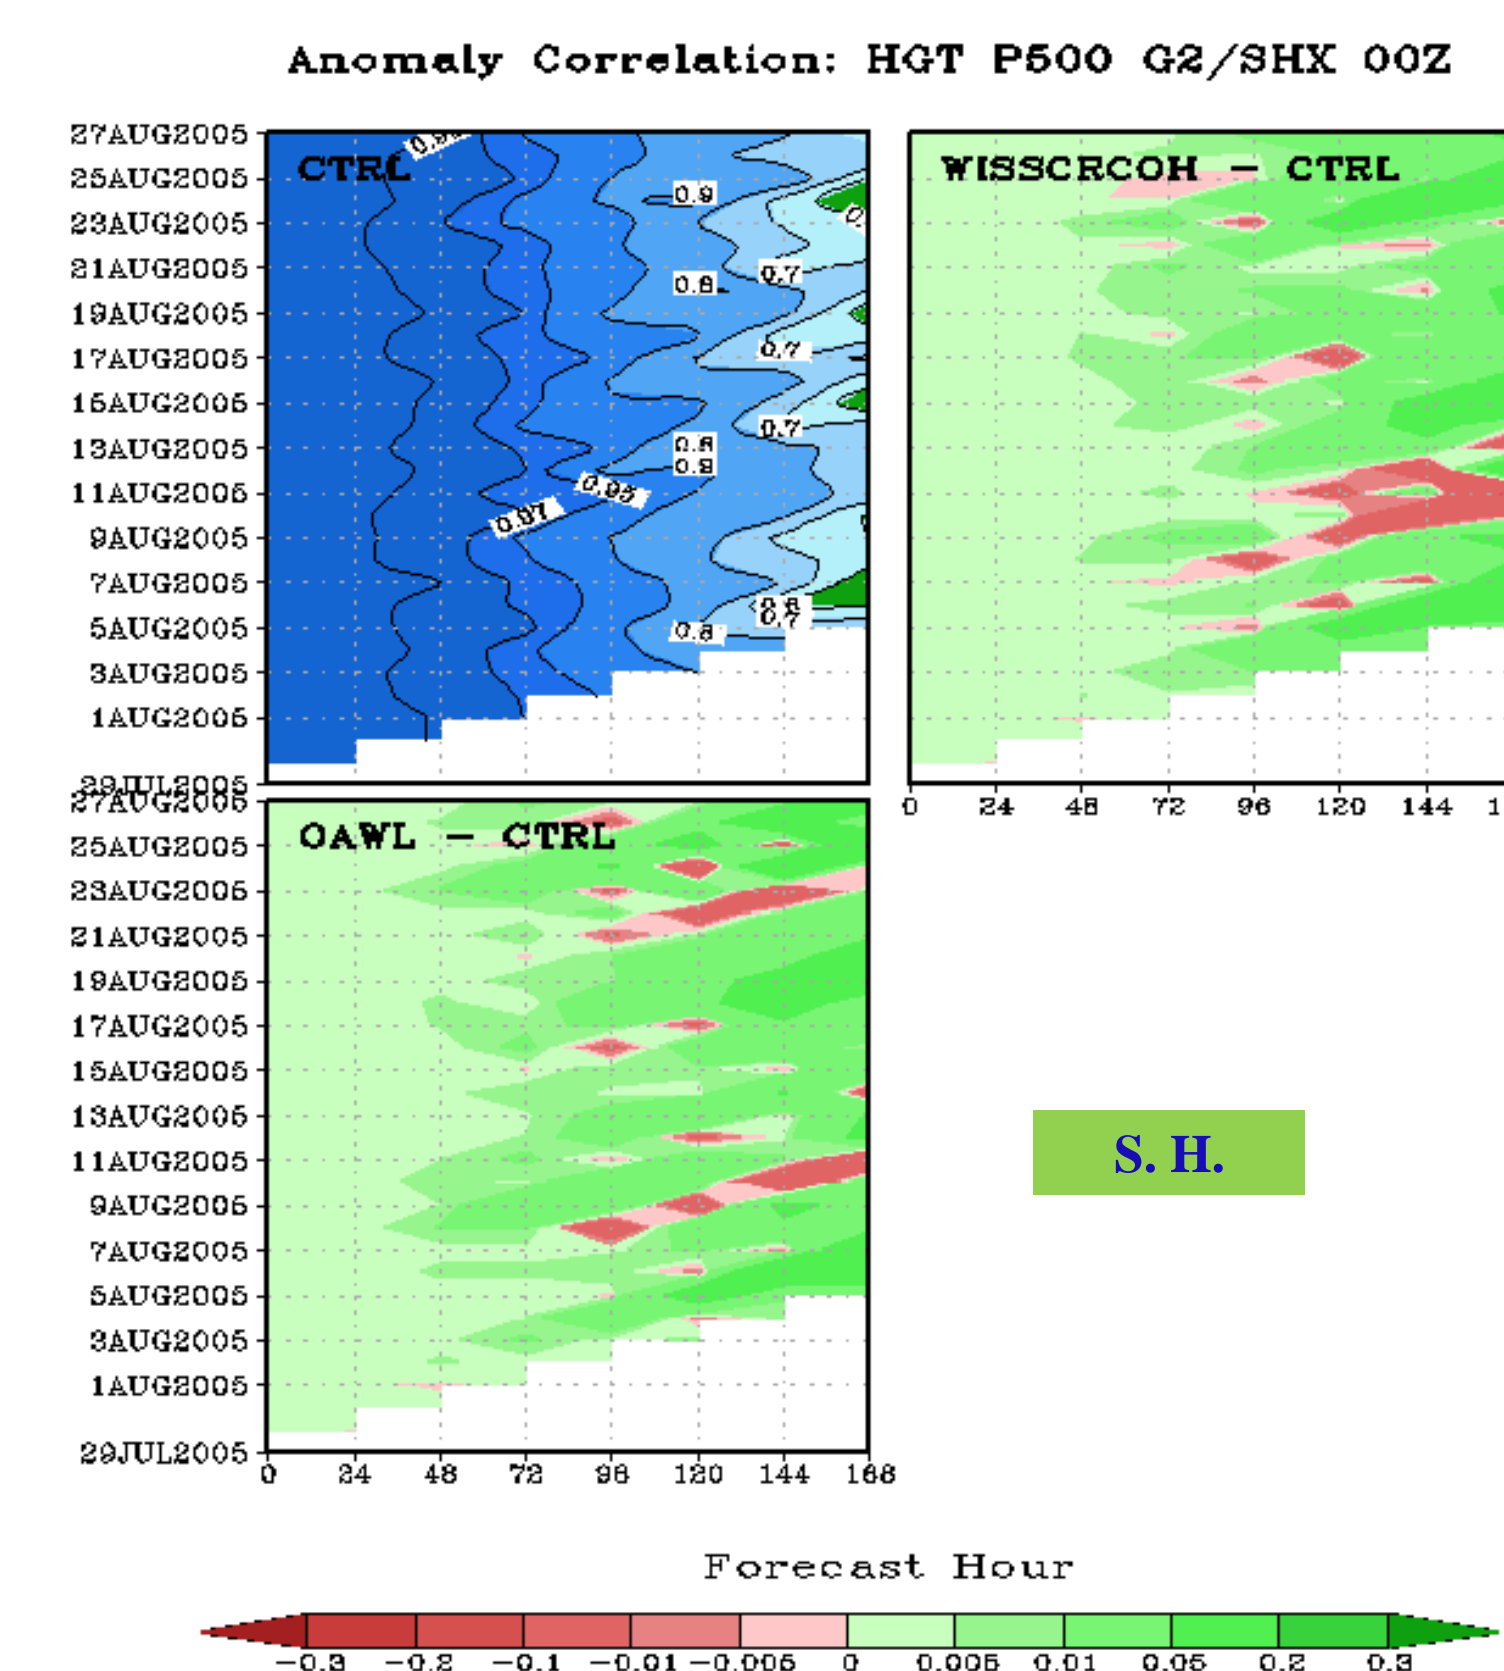 Anomaly Correlation: HGT P500 G2/SHX 00Z
27AUG2005
25AUG2005
23AUG2005
21AUG2005
19AUG2005
17AUG2005
15AUG2005
13AUG2005
11AUG2005
9AUG2005
7AUG2005
5AUG2005
3AUG2005
1AUG2005
29JUL2005
CTRL
0.9
0.8
0.7
0.7
0.7
0.8
0.9
0.95
0.97
0.6
0.7
0.8
WISSCRCOH – CTRL
0 24 48 72 96 120 144
27AUG2005
25AUG2005
23AUG2005
21AUG2005
19AUG2005
17AUG2005
15AUG2005
13AUG2005
11AUG2005
9AUG2005
7AUG2005
5AUG2005
3AUG2005
1AUG2005
29JUL2005
OAWL – CTRL
0 24 48 72 96 120 144 168
S. H.
Forecast Hour
-0.3 -0.2 -0.1 -0.01 -0.005 0 0.005 0.01 0.05 0.2 0.3